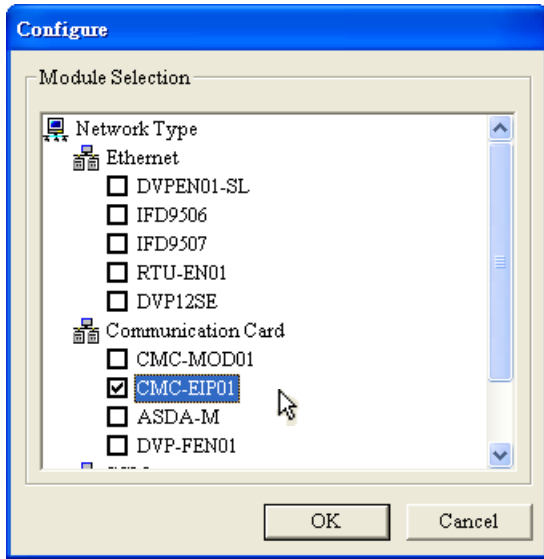 Configure
Module Selection
Network Type
Ethernet
DVPEN01-SL
IFD9506
IFD9507
RTU-EN01
DVP12SE
Communication Card
CMC-MOD01
CMC-EIP01
ASDA-M
DVP-FEN01
OK
Cancel